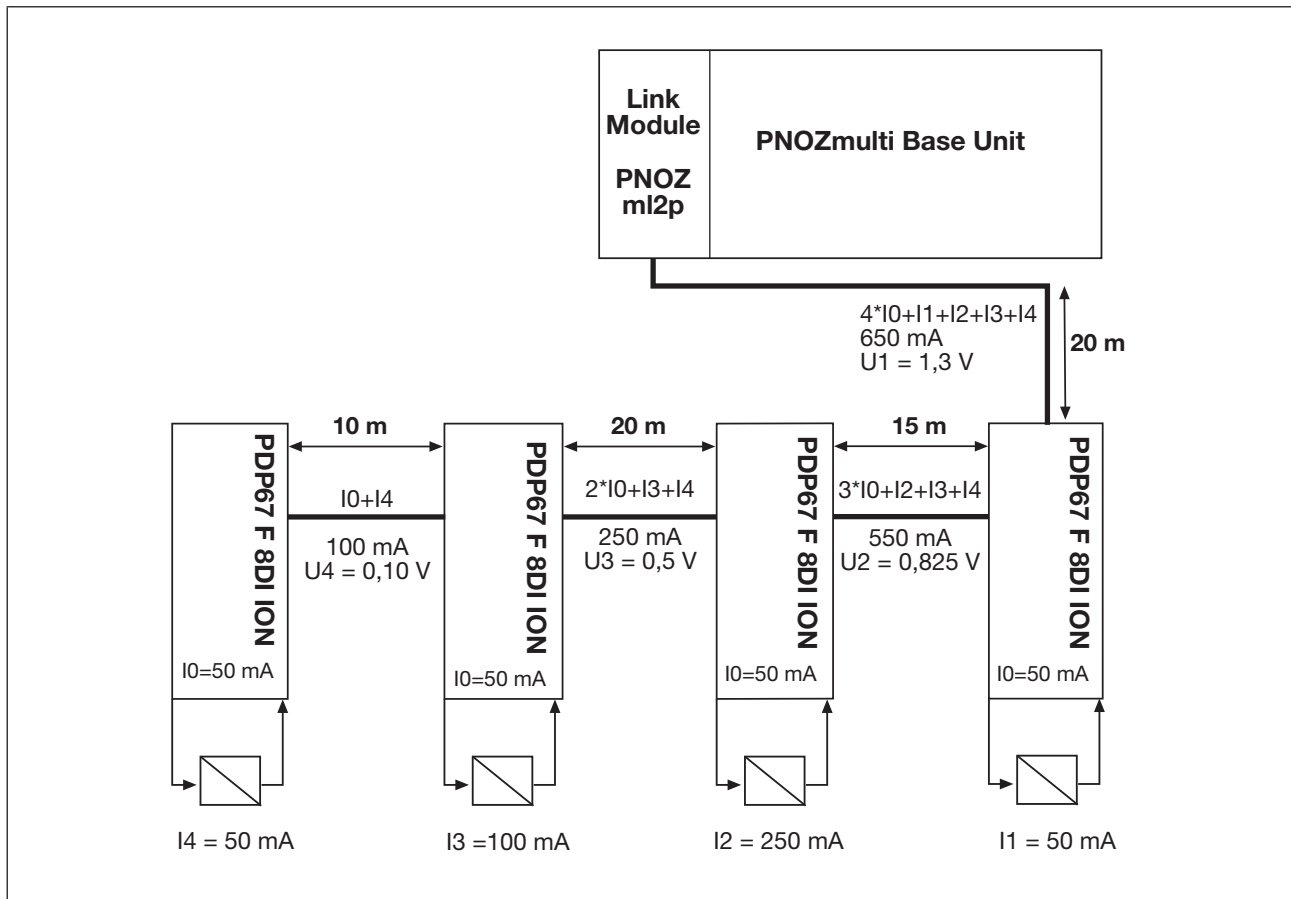 Link
Module
PNOZ
ml2p
PNOZmulti Base Unit
4*I0+I1+I2+I3+I4
650 mA
U1 = 1,3 V
20 m
10 m
20 m
15 m
PDP67 F 8DI ION
PDP67 F 8DI ION
PDP67 F 8DI ION
PDP67 F 8DI ION
I0+I4
2*I0+I3+I4
3*I0+I2+I3+I4
100 mA
U4 = 0,10 V
250 mA
U3 = 0,5 V
550 mA
U2 = 0,825 V
I0=50 mA
I0=50 mA
I0=50 mA
I0=50 mA
I4 = 50 mA
I3 =100 mA
I2 = 250 mA
I1 = 50 mA